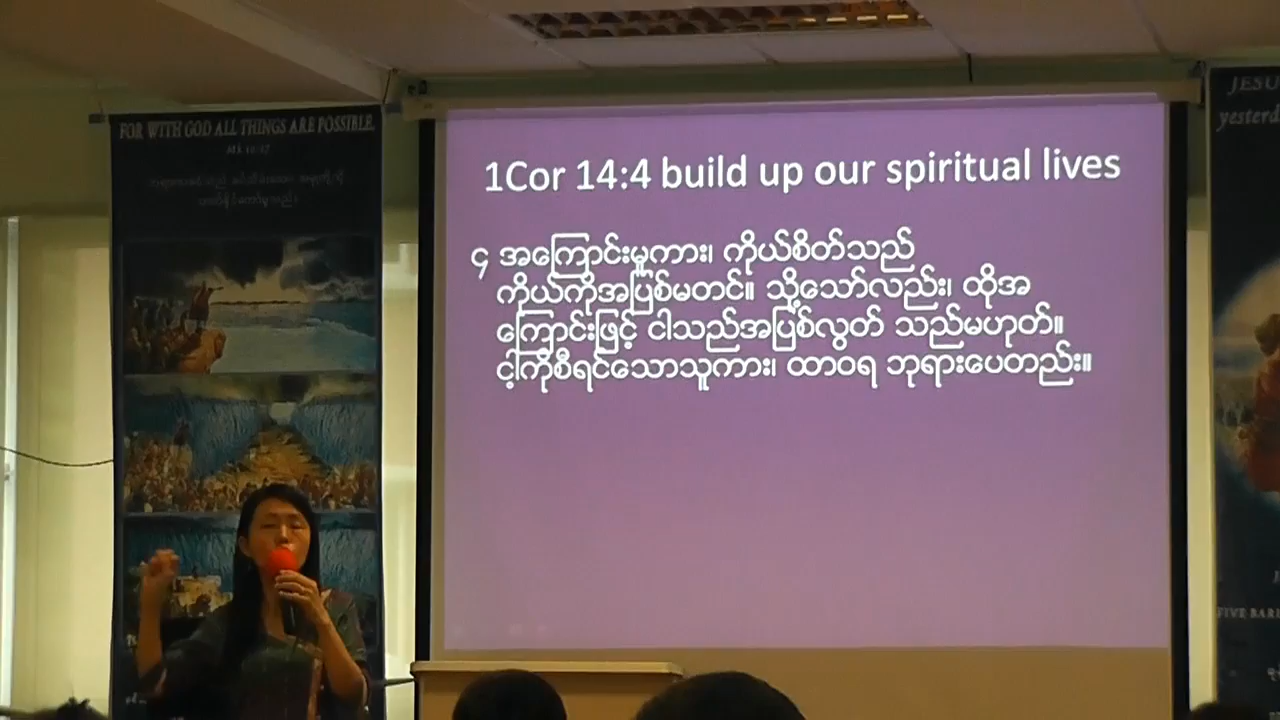 FOR WITH GOD ALL THINGS ARE POSSIBLE.
1Cor 14:4 build up our spiritual lives
၄ အကြောင်းမူကား၊ ကိုယ်စိတ်သည်
ကိုယ်ကိုအပြစ်မတင်။ သို့သော်လည်း၊ ထိုအ
ကြောင်းဖြင့် ငါသည်အပြစ်လွတ် သည်မဟုတ်။
ငါ့ကိုစီရင်သောသူကား၊ ထာဝရ ဘုရားပေတည်း။
JESU
yesterd
FIVE BAR